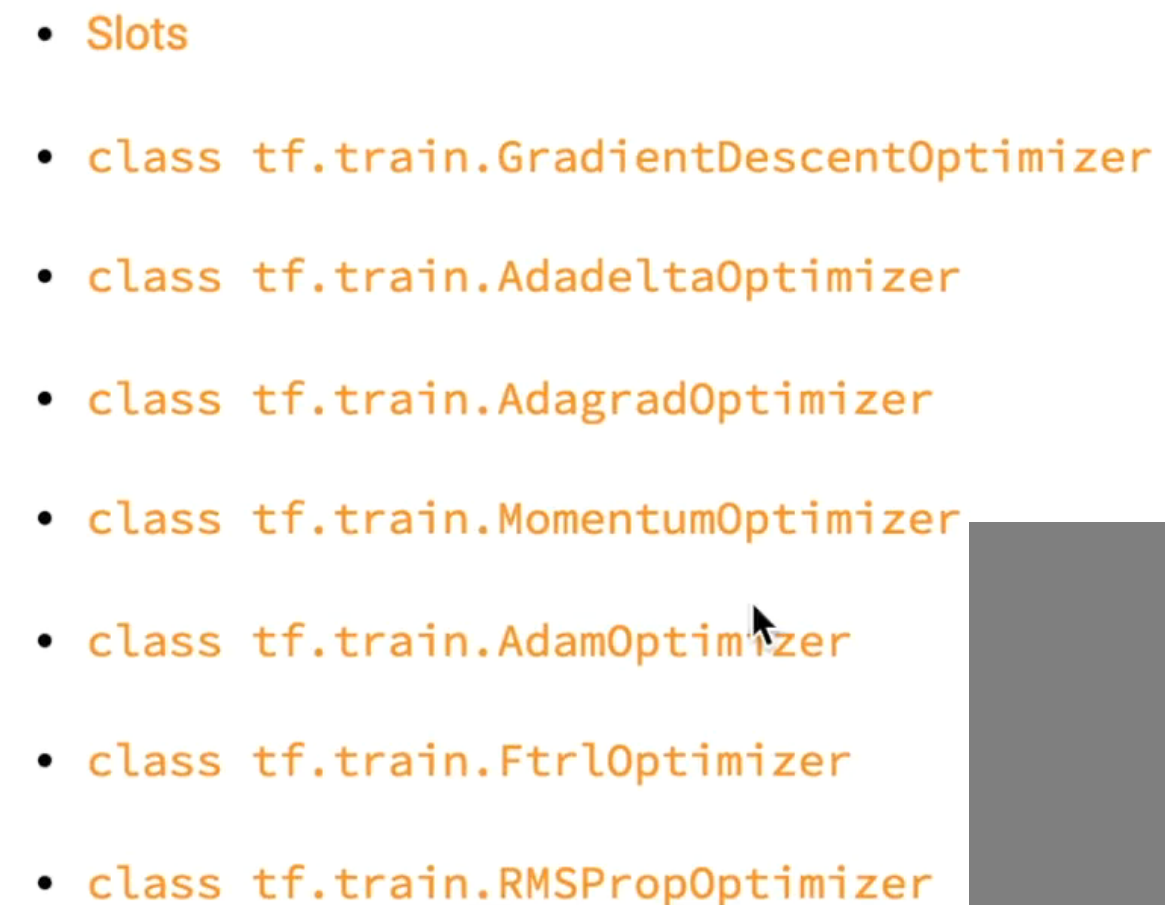 Slots
class tf.train.GradientDescentOptimizer
class tf.train.AdadeltaOptimizer
class tf.train.AdagradOptimizer
class tf.train.MomentumOptimizer
class tf.train.AdamOptimizer
class tf.train.FtrlOptimizer
class tf.train.RMSPropOptimizer